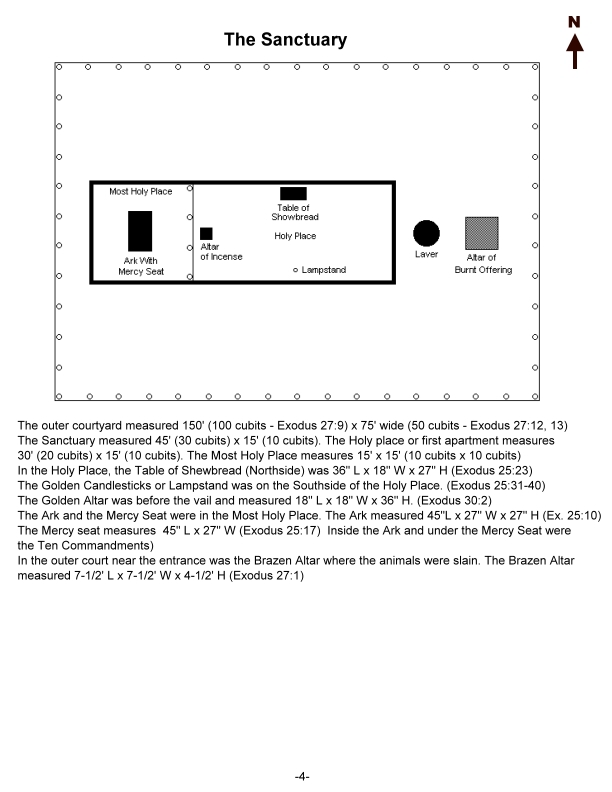 N
The Sanctuary
Most Holy Place
Ark With
Mercy Seat
Altar
of Incense
Table of
Showbread
Holy Place
Lampstand
Laver
Altar of
Burnt Offering
The outer courtyard measured 150' (100 cubits - Exodus 27:9) x 75' wide (50 cubits - Exodus 27:12, 13)
The Sanctuary measured 45' (30 cubits) x 15' (10 cubits). The Holy place or first apartment measures
30' (20 cubits) x 15' (10 cubits). The Most Holy Place measures 15' x 15' (10 cubits x 10 cubits)
In the Holy Place, the Table of Shewbread (Northside) was 36" L x 18" W x 27" H (Exodus 25:23)
The Golden Candlesticks or Lampstand was on the Southside of the Holy Place. (Exodus 25:31-40)
The Golden Altar was before the vail and measured 18" L x 18" W x 36" H. (Exodus 30:2)
The Ark and the Mercy Seat were in the Most Holy Place. The Ark measured 45"L x 27" W x 27" H (Ex. 25:10)
The Mercy seat measures 45" L x 27" W (Exodus 25:17) Inside the Ark and under the Mercy Seat were
the Ten Commandments)
In the outer court near the entrance was the Brazen Altar where the animals were slain. The Brazen Altar
measured 7-1/2' L x 7-1/2' W x 4-1/2' H (Exodus 27:1)
-4-